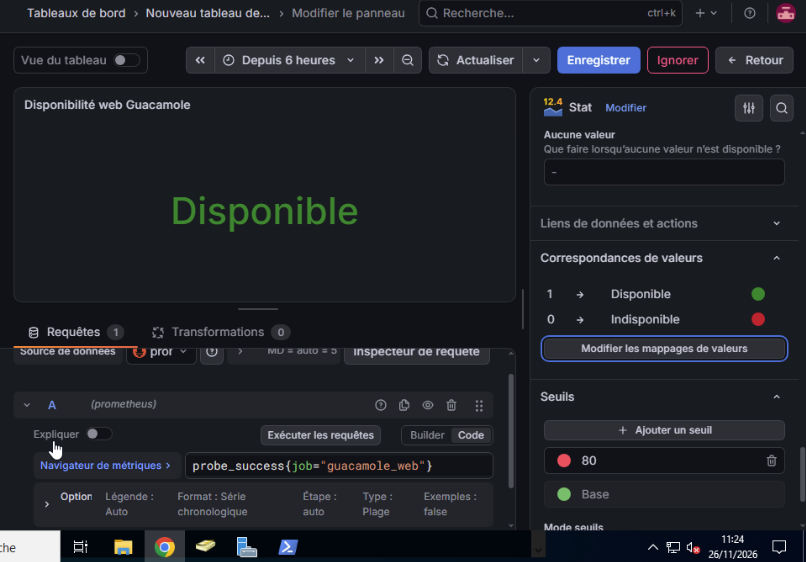 Tableaux de bord › Nouveau tableau de... › Modifier le panneau
Recherche...
ctrl+k
Vue du tableau
Depuis 6 heures
Actualiser
Enregistrer
Ignorer
Retour
Disponibilité web Guacamole
Disponible
Requêtes 1
Transformations 0
Source de données
pror
MD = auto = 5
Inspecteur de requête
A
(prometheus)
Expliquer
Exécuter les requêtes
Builder
Code
Navigateur de métriques ›
probe_success{job="guacamole_web"}
Option
Légende :
Auto
Format : Série
chronologique
Étape :
auto
Type :
Plage
Exemples :
false
12.4
Stat
Modifier
Aucune valeur
Que faire lorsqu'aucune valeur n'est disponible ?
-
Liens de données et actions
Correspondances de valeurs
1 → Disponible
0 → Indisponible
Modifier les mappages de valeurs
Seuils
+ Ajouter un seuil
80
Base
Mode seuils
che
11:24
26/11/2026